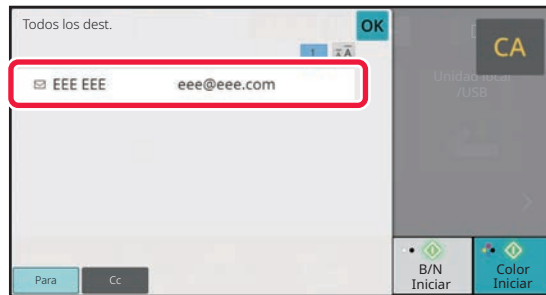 Todos los dest.
OK
CA
1
EEE EEE eee@eee.com
Unidad local
/USB
Para
Cc
B/N
Iniciar
Color
Iniciar